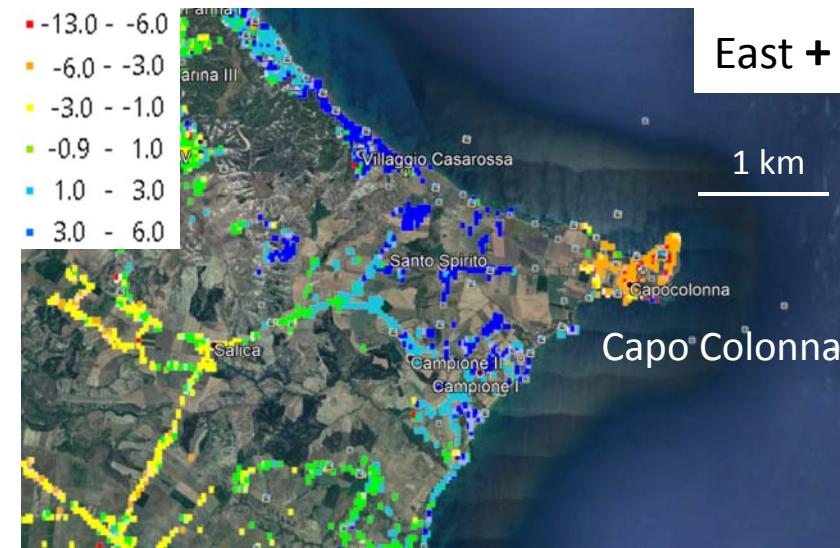 -13.0 - -6.0
-6.0 - -3.0
-3.0 - -1.0
-0.9 - 1.0
1.0 - 3.0
3.0 - 6.0
arina III
V
East +
1 km
Villaggio Casarossa
Santo Spirito
Capocolonna
Capo Colonna
Salica
Campione II
Campione I